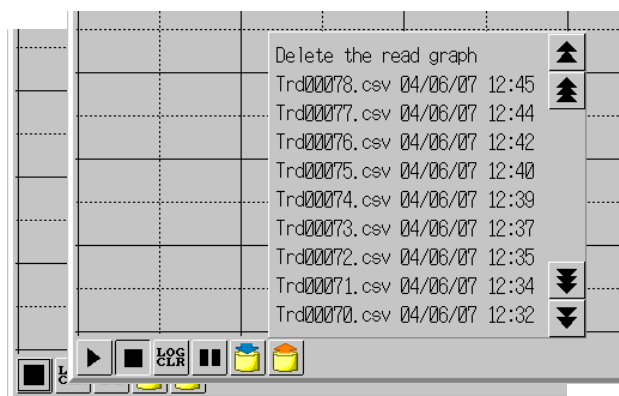 Delete the read graph
Trd00078.csv 04/06/07 12:45
Trd00077.csv 04/06/07 12:44
Trd00076.csv 04/06/07 12:42
Trd00075.csv 04/06/07 12:40
Trd00074.csv 04/06/07 12:39
Trd00073.csv 04/06/07 12:37
Trd00072.csv 04/06/07 12:35
Trd00071.csv 04/06/07 12:34
Trd00070.csv 04/06/07 12:32
LOG
CLR